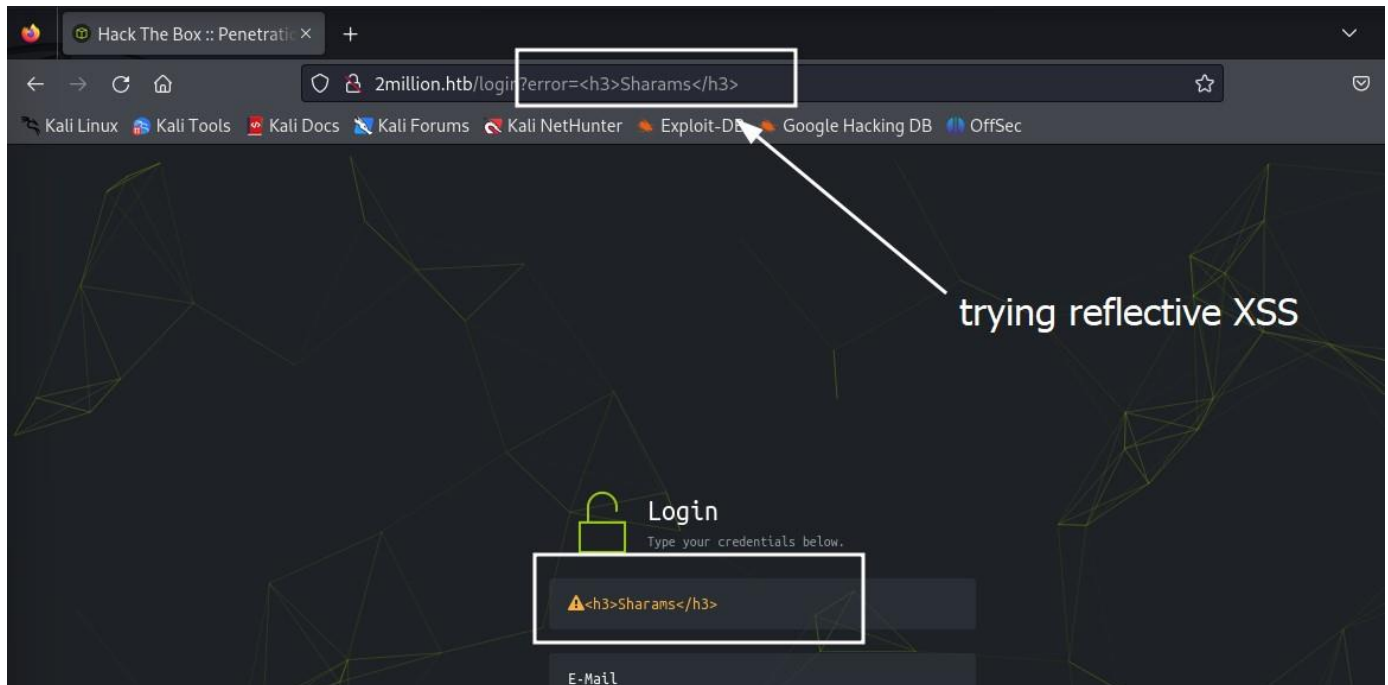 Hack The Box :: Penetratio
2million.htb/login?error=<h3>Sharams</h3>
Kali Linux Kali Tools Kali Docs Kali Forums Kali NetHunter Exploit-DB Google Hacking DB OffSec
trying reflective XSS
Login
Type your credentials below.
<h3>Sharams</h3>
E-Mail